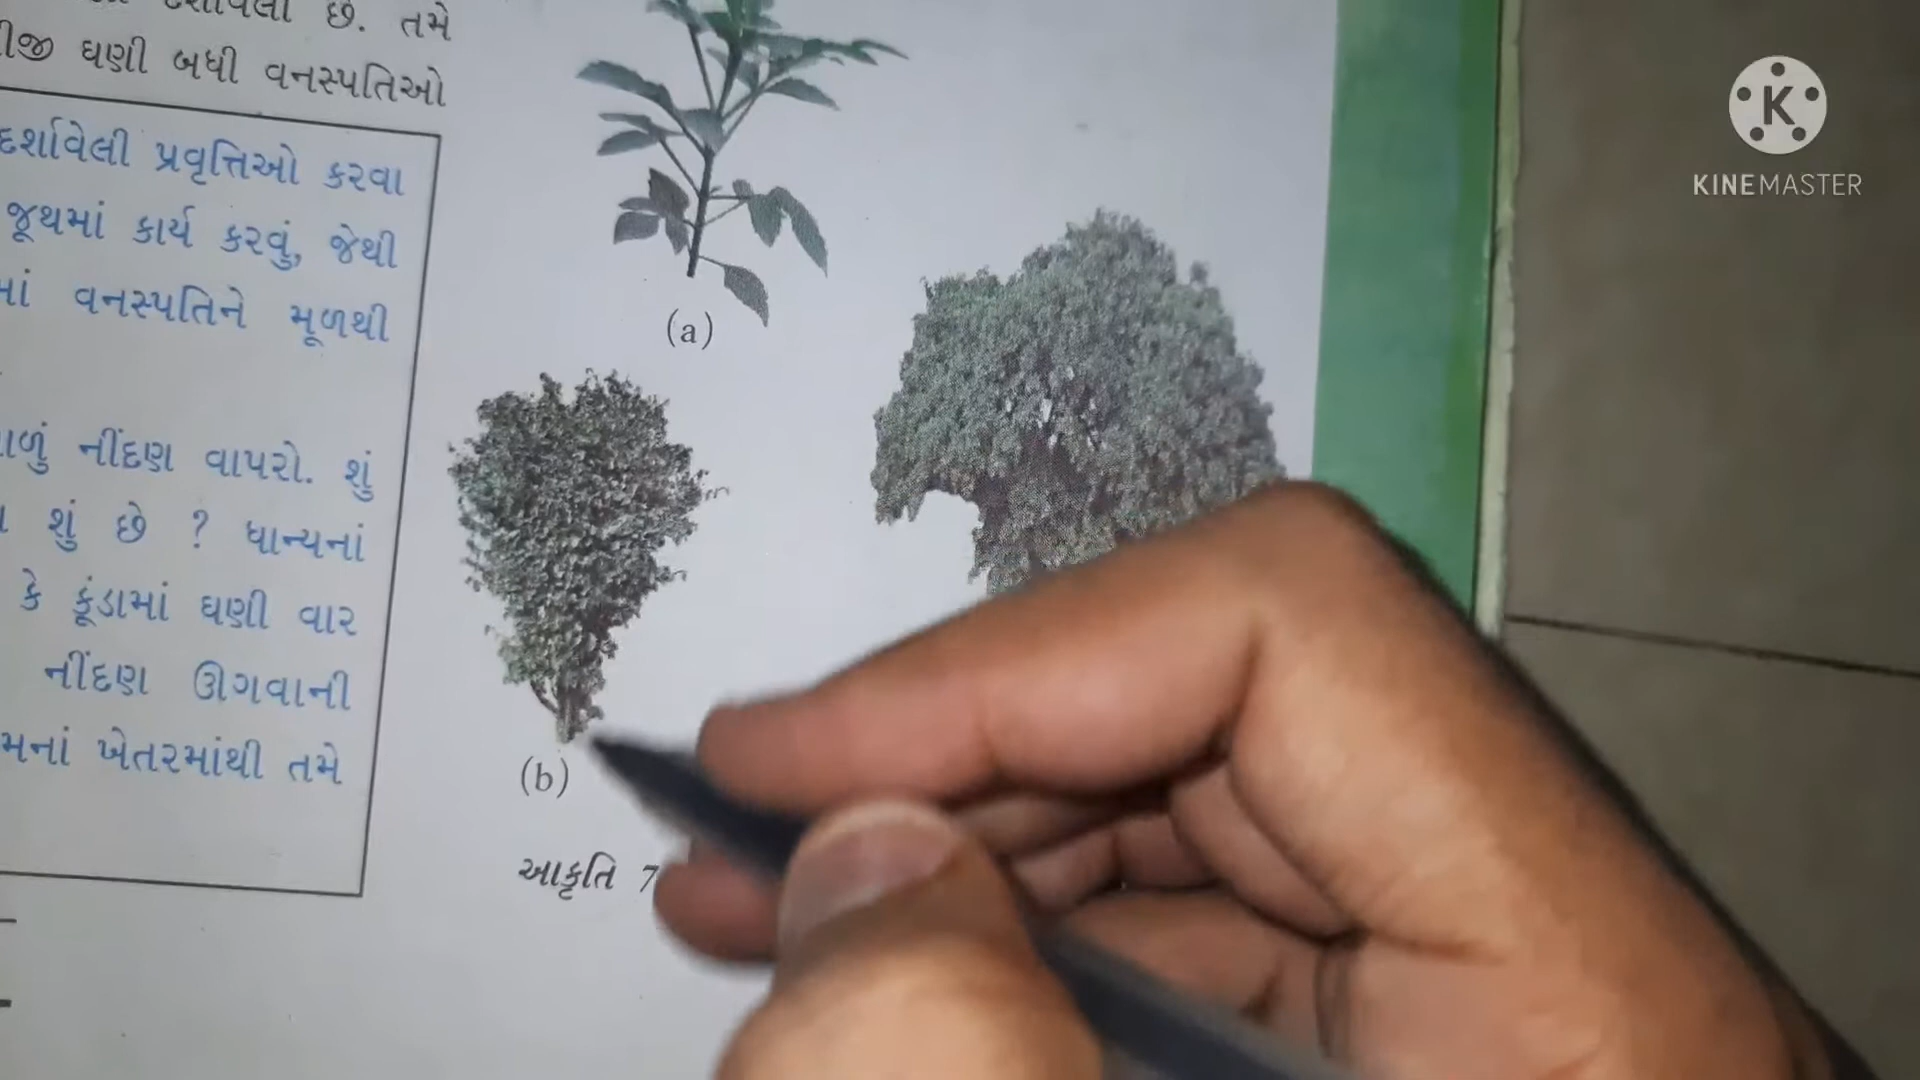 છે. તમે
ઘણી બધી વનસ્પતિઓ
દર્શાવેલી પ્રવૃત્તિઓ કરવા
જૂથમાં કાર્ય કરવું, જેથી
વનસ્પતિને મૂળથી
નીંદણ વાપરો. શું
શું છે ? ધાન્યનાં
કે કૂંડામાં ઘણી વાર
નીંદણ ઊગવાની
ખેતરમાંથી તમે
(a)
(b)
આકૃતિ 7
K
KINEMASTER